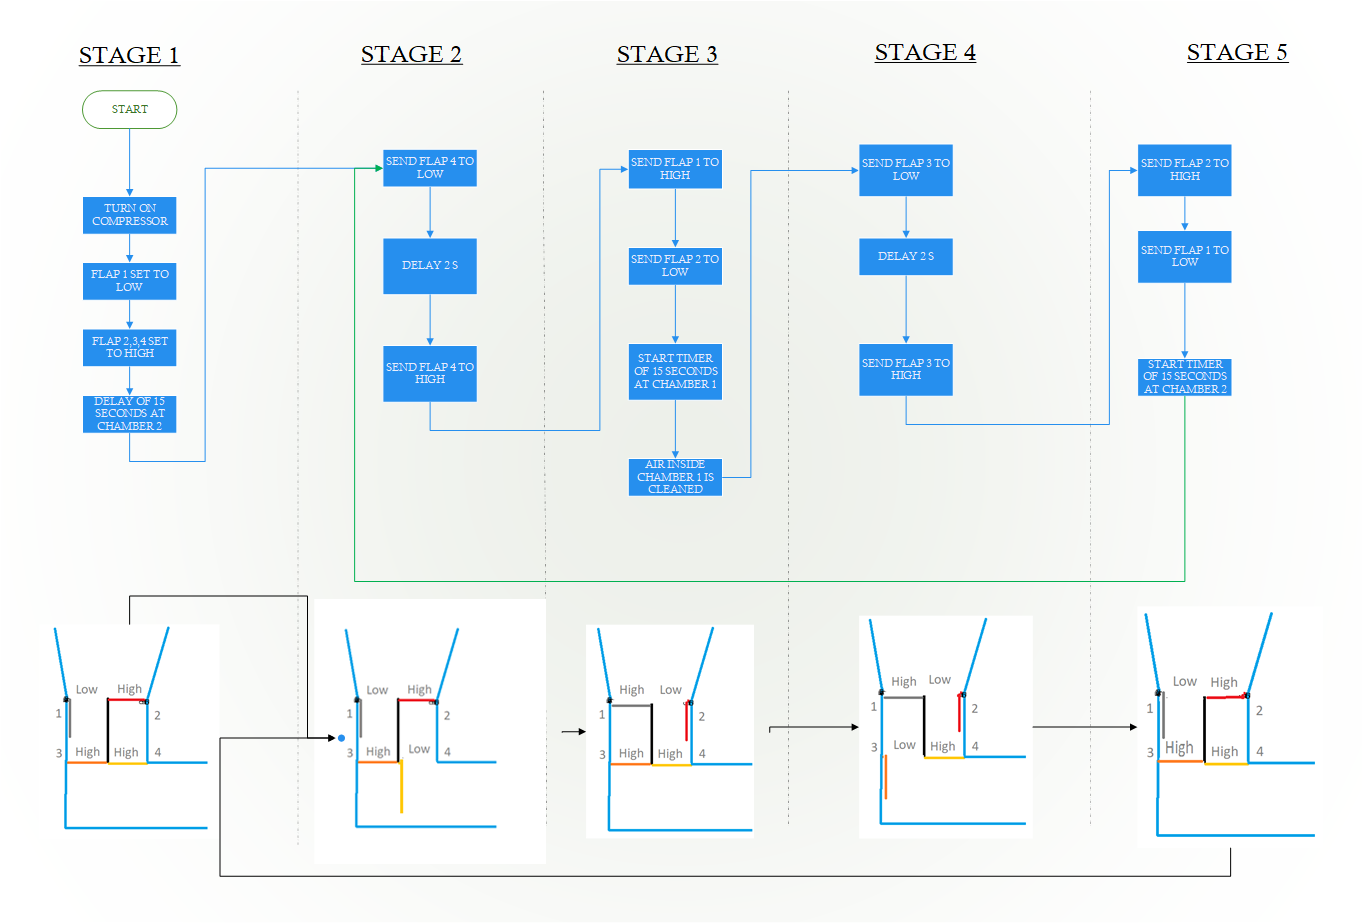 STAGE 1
STAGE 2
STAGE 3
STAGE 4
STAGE 5
START
TURN ON
COMPRESSOR
FLAP 1 SET TO
LOW
FLAP 2,3,4 SET
TO HIGH
DELAY OF 15
SECONDS AT
CHAMBER 2
SEND FLAP 4 TO
LOW
DELAY 2 S
SEND FLAP 4 TO
HIGH
SEND FLAP 1 TO
HIGH
SEND FLAP 2 TO
LOW
START TIMER
OF 15 SECONDS
AT CHAMBER 1
AIR INSIDE
CHAMBER 1 IS
CLEANED
SEND FLAP 3 TO
LOW
DELAY 2 S
SEND FLAP 3 TO
HIGH
SEND FLAP 2 TO
HIGH
SEND FLAP 1 TO
LOW
START TIMER
OF 15 SECONDS
AT CHAMBER 2
Low High
1 2
3 High High 4
Low High
1 2
3 High Low 4
High Low
1 2
3 High High 4
High Low
1 2
3 Low High 4
Low High
1 2
3 High High 4